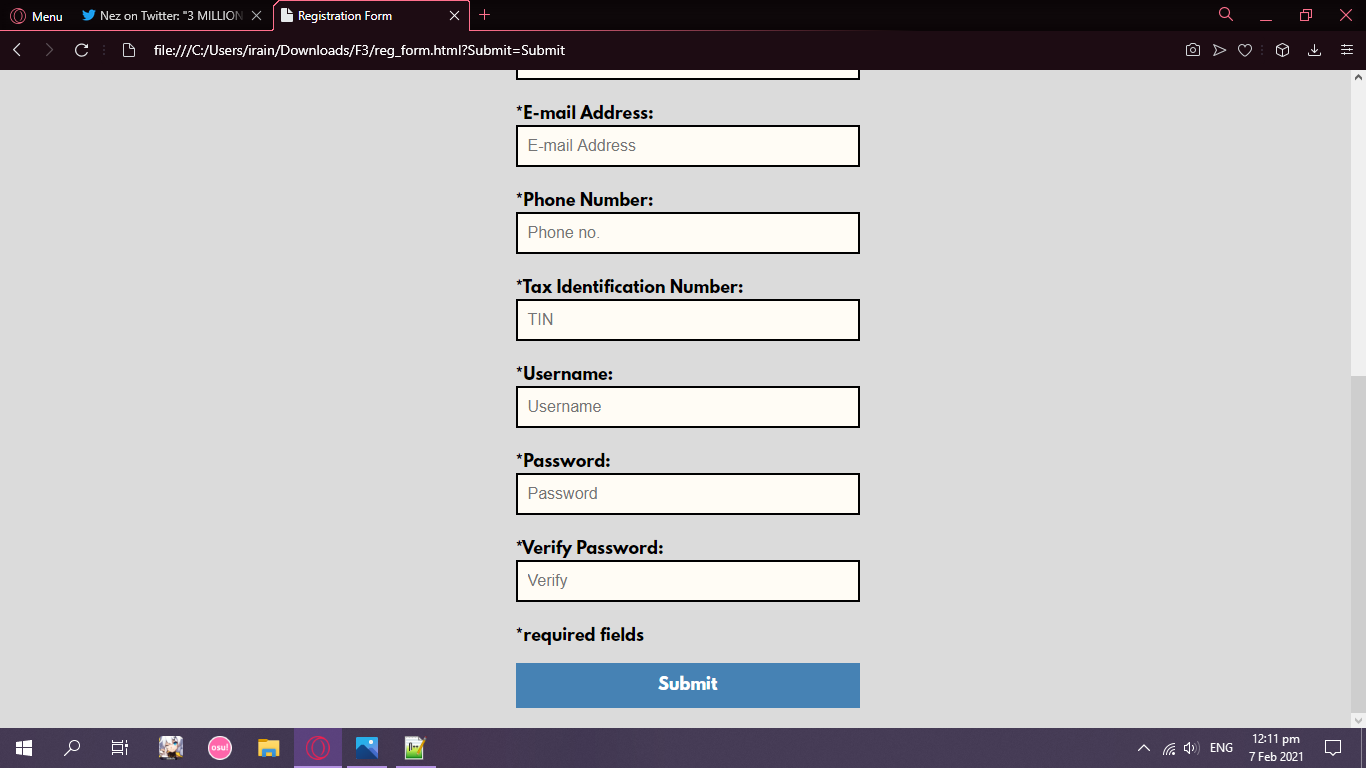 Menu
Nez on Twitter: "3 MILLION
Registration Form
file:///C:/Users/irain/Downloads/F3/reg_form.html?Submit=Submit
*E-mail Address:
E-mail Address
*Phone Number:
Phone no.
*Tax Identification Number:
TIN
*Username:
Username
*Password:
Password
*Verify Password:
Verify
*required fields
Submit
osu!
ENG
12:11 pm
7 Feb 2021